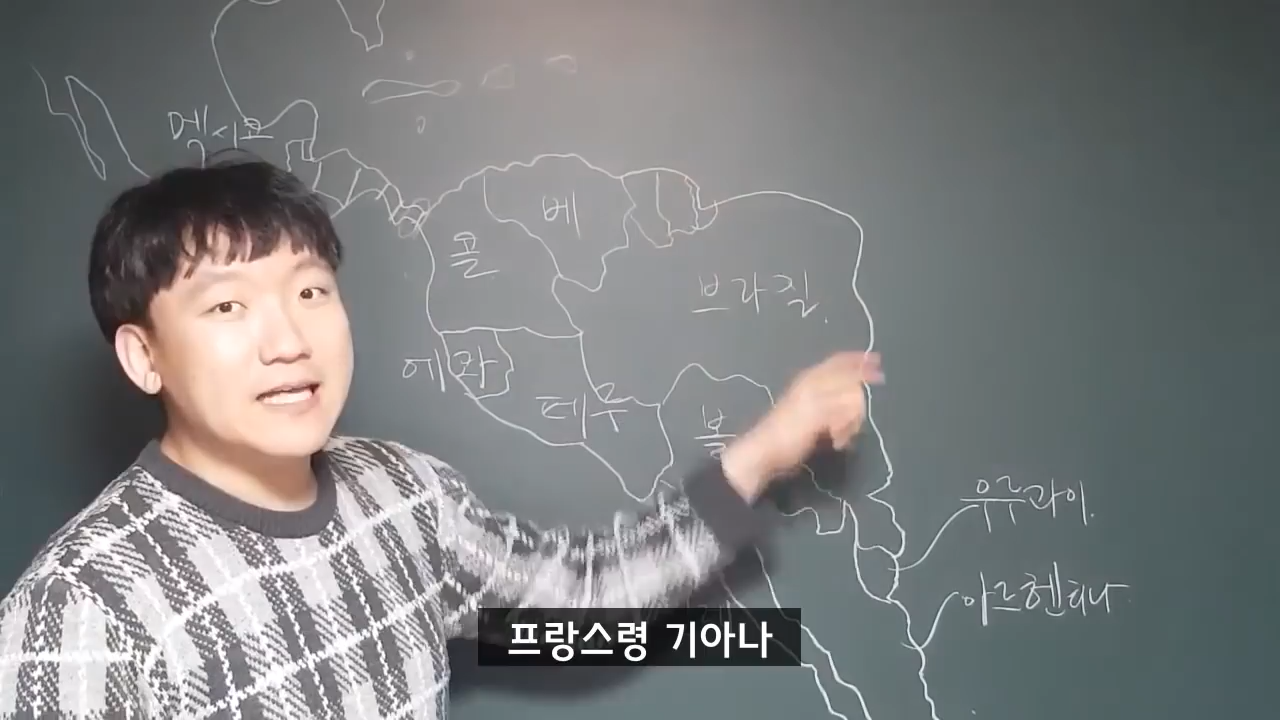 멕시코
베
콜
브라질.
에콰
페루
볼
우루과이.
아르헨티나
프랑스령 기아나